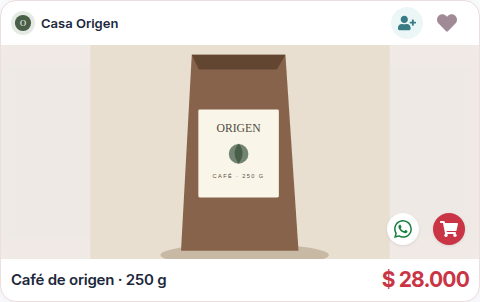 O Casa Origen
ORIGEN
CAFÉ · 250 G
Café de origen · 250 g
$ 28.000